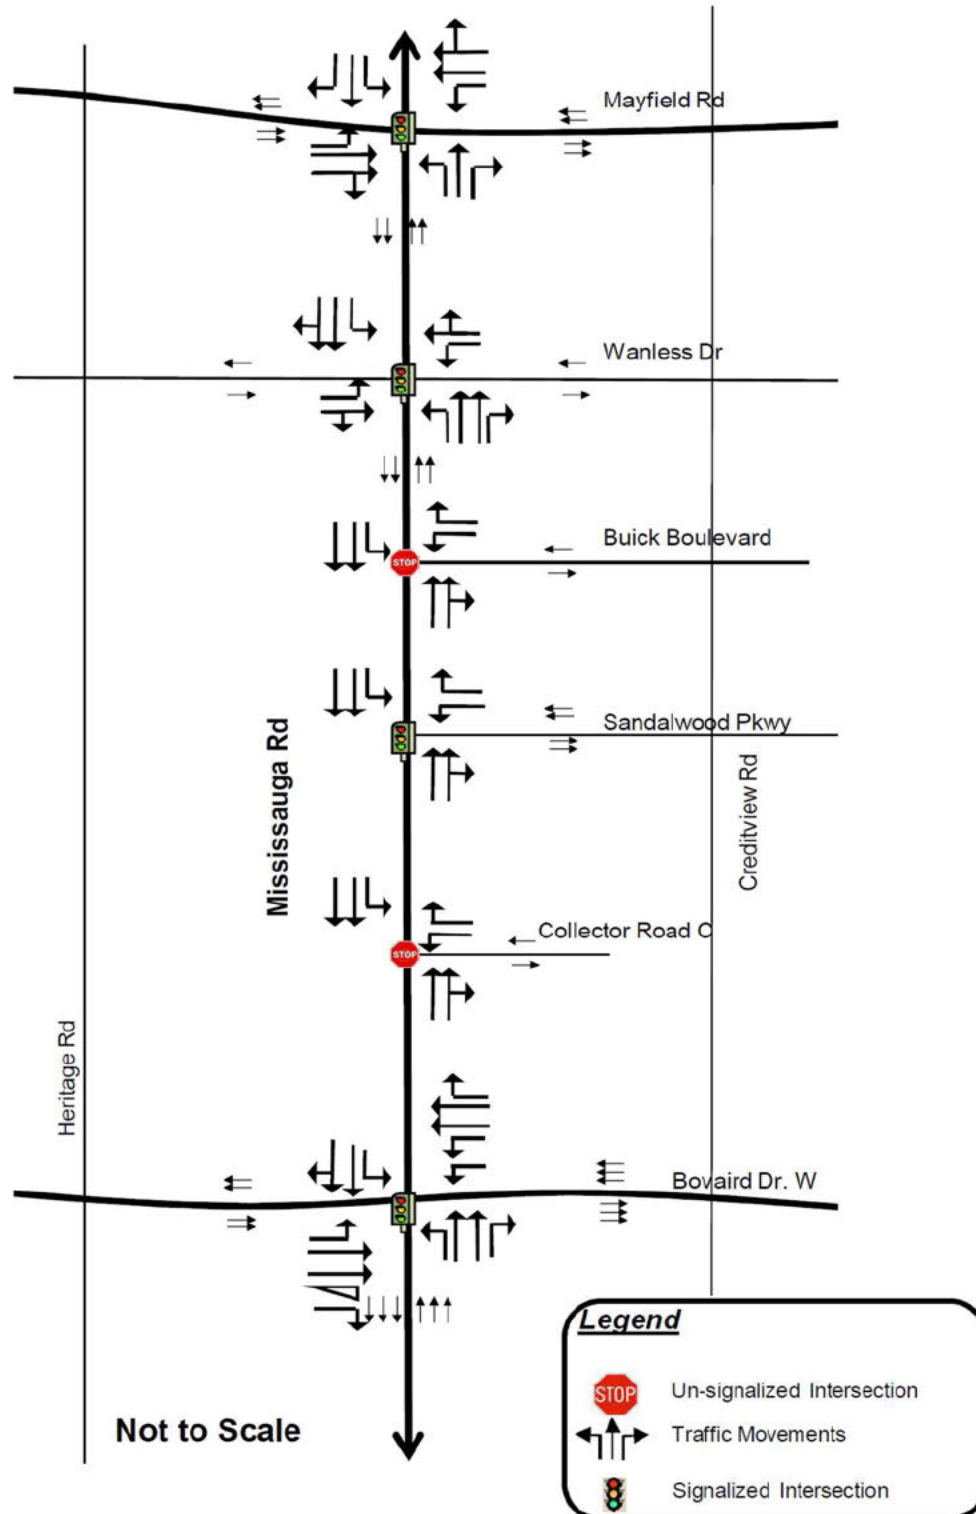 Mayfield Rd
Wanless Dr
Buick Boulevard
STOP
Sandalwood Pkwy
Mississauga Rd
Creditview Rd
Collector Road C
STOP
Heritage Rd
Bovaird Dr. W
Legend
STOP Un-signalized Intersection
Traffic Movements
Signalized Intersection
Not to Scale